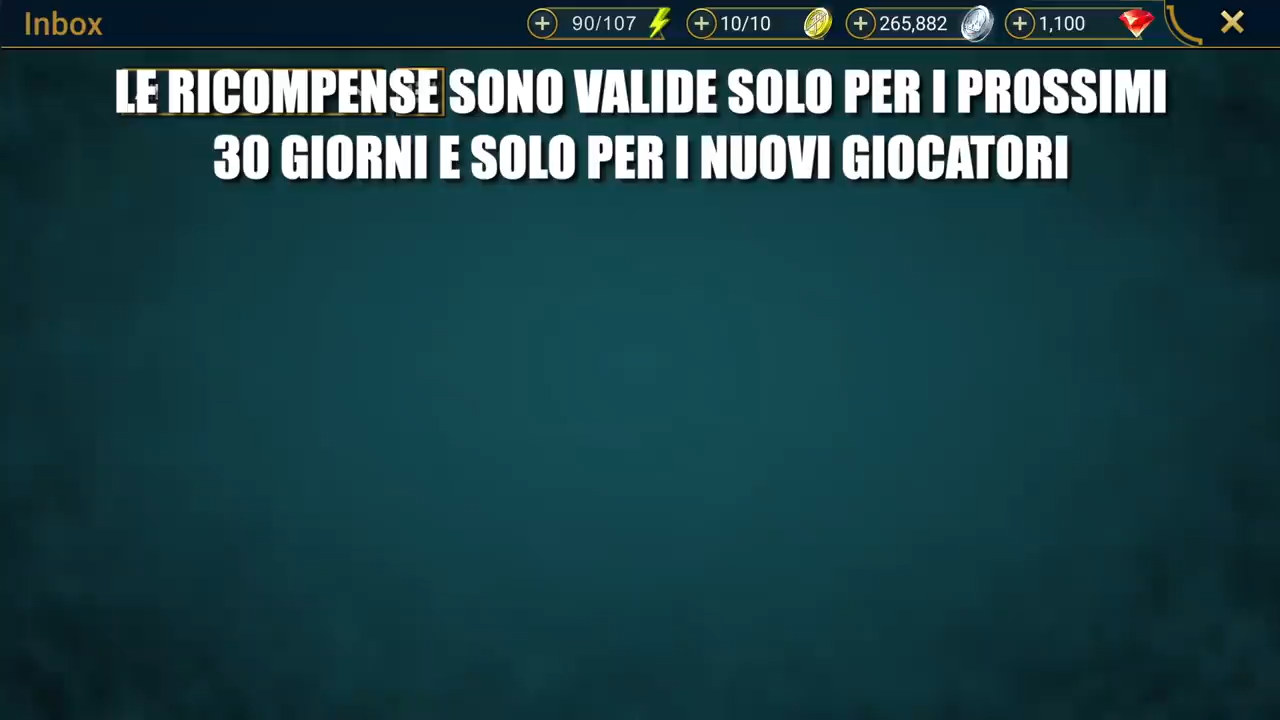 Inbox
90/107
10/10
265,882
1,100
LE RICOMPENSE SONO VALIDE SOLO PER I PROSSIMI
30 GIORNI E SOLO PER I NUOVI GIOCATORI